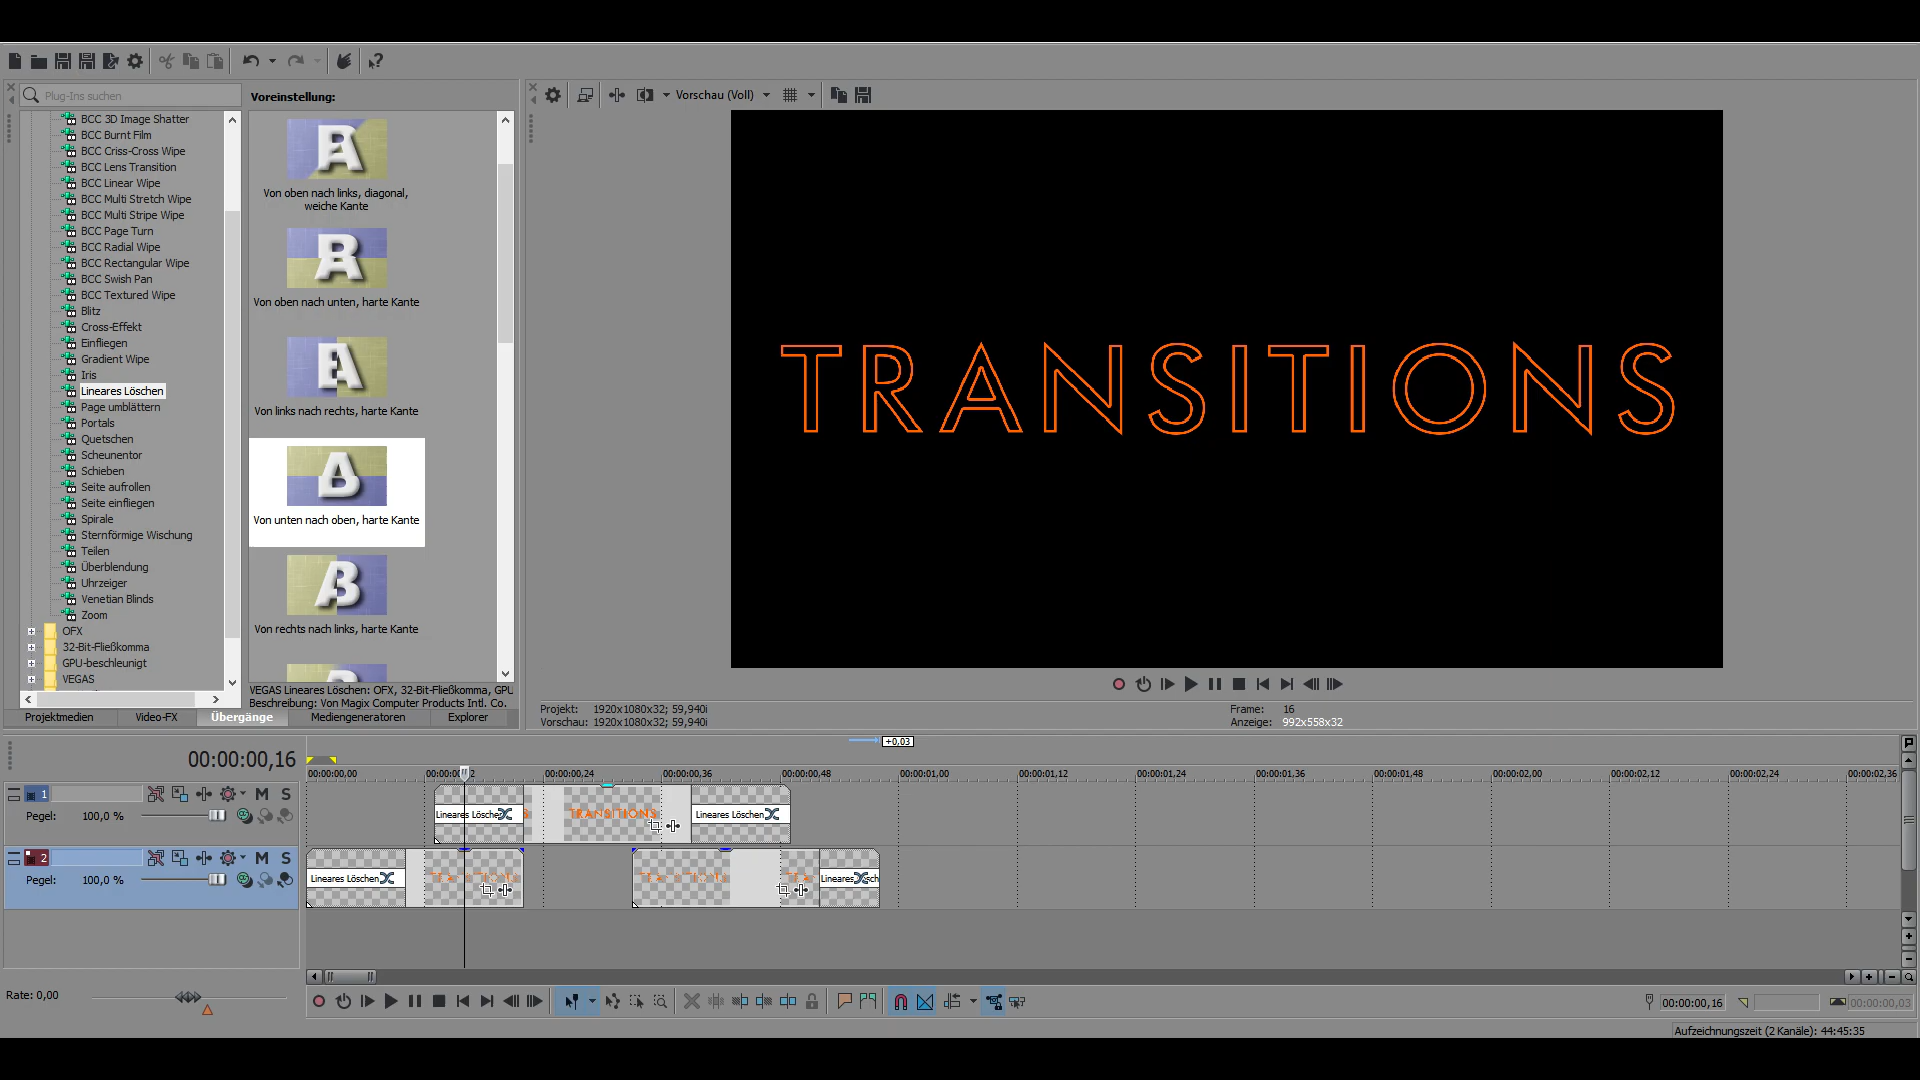 Plug-Ins suchen
Voreinstellung:
Vorschau (Voll)
BCC 3D Image Shatter
BCC Burnt Film
BCC Criss-Cross Wipe
BCC Lens Transition
BCC Linear Wipe
BCC Multi Stretch Wipe
BCC Multi Stripe Wipe
BCC Page Turn
BCC Radial Wipe
BCC Rectangular Wipe
BCC Swish Pan
BCC Textured Wipe
Blitz
Cross-Effekt
Einfliegen
Gradient Wipe
Iris
Lineares Löschen
Page umblättern
Portals
Quetschen
Scheunentor
Schieben
Seite aufrollen
Seite einfliegen
Spirale
Sternförmige Wischung
Teilen
Überblendung
Uhrzeiger
Venetian Blinds
Zoom
OFX
32-Bit-Fließkomma
GPU-beschleunigt
VEGAS
Von oben nach links, diagonal,
weiche Kante
Von oben nach unten, harte Kante
Von links nach rechts, harte Kante
Von unten nach oben, harte Kante
Von rechts nach links, harte Kante
VEGAS Lineares Löschen: OFX, 32-Bit-Fließkomma, GPU
Beschreibung: Von Magix Computer Products Intl. Co.
Projektmedien Video-FX Übergänge Mediengeneratoren Explorer
TRANSITIONS
Projekt: 1920x1080x32; 59,940i
Vorschau: 1920x1080x32; 59,940i
Frame: 16
Anzeige: 992x558x32
+0,03
00:00:00,16
00:00:00,00 00:00:00,24 00:00:00,36 00:00:00,48 00:00:01,00 00:00:01,12 00:00:01,24 00:00:01,36 00:00:01,48 00:00:02,00 00:00:02,12 00:00:02,24 00:00:02,36
1 M S
Pegel: 100,0 %
Lineares Löschen TRANSITIONS Lineares Löschen
2 M S
Pegel: 100,0 %
Lineares Löschen
Rate: 0,00
00:00:00,16 00:00:00,03
Aufzeichnungszeit (2 Kanäle): 44:45:35